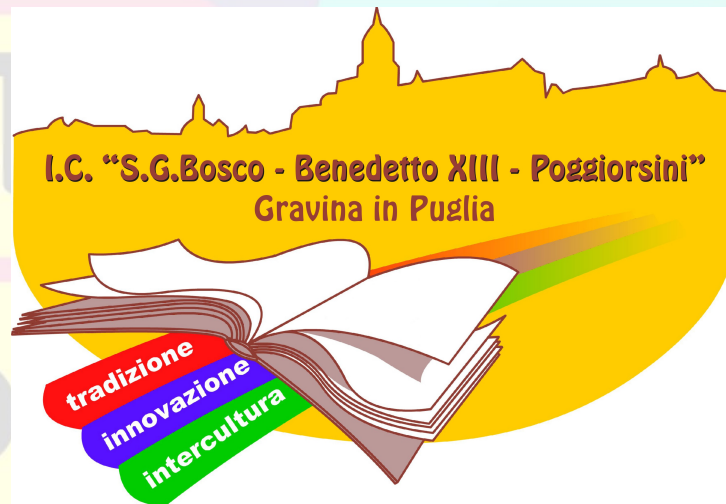 I.C. “S.G.Bosco - Benedetto XIII - Poggiorsini”
Gravina in Puglia
tradizione
innovazione
intercultura